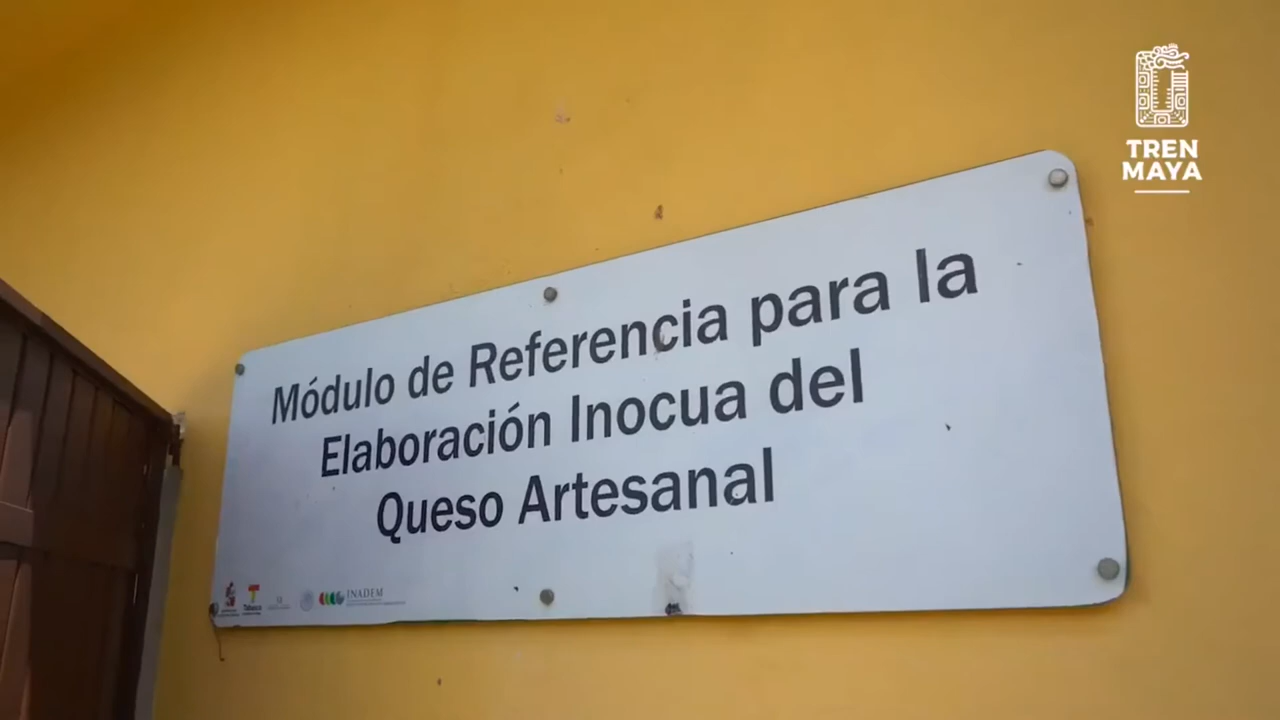 TREN
MAYA
Módulo de Referencia para la
Elaboración Inocua del
Queso Artesanal
Tabasco
INADEM